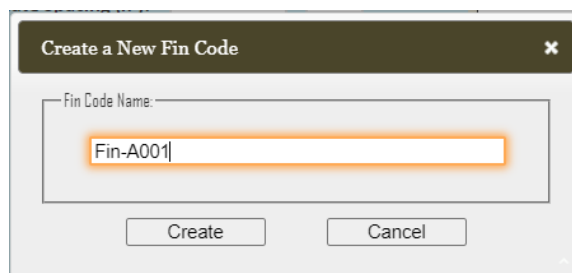 Create a New Fin Code
Fin Code Name:
Fin-A001
Create
Cancel